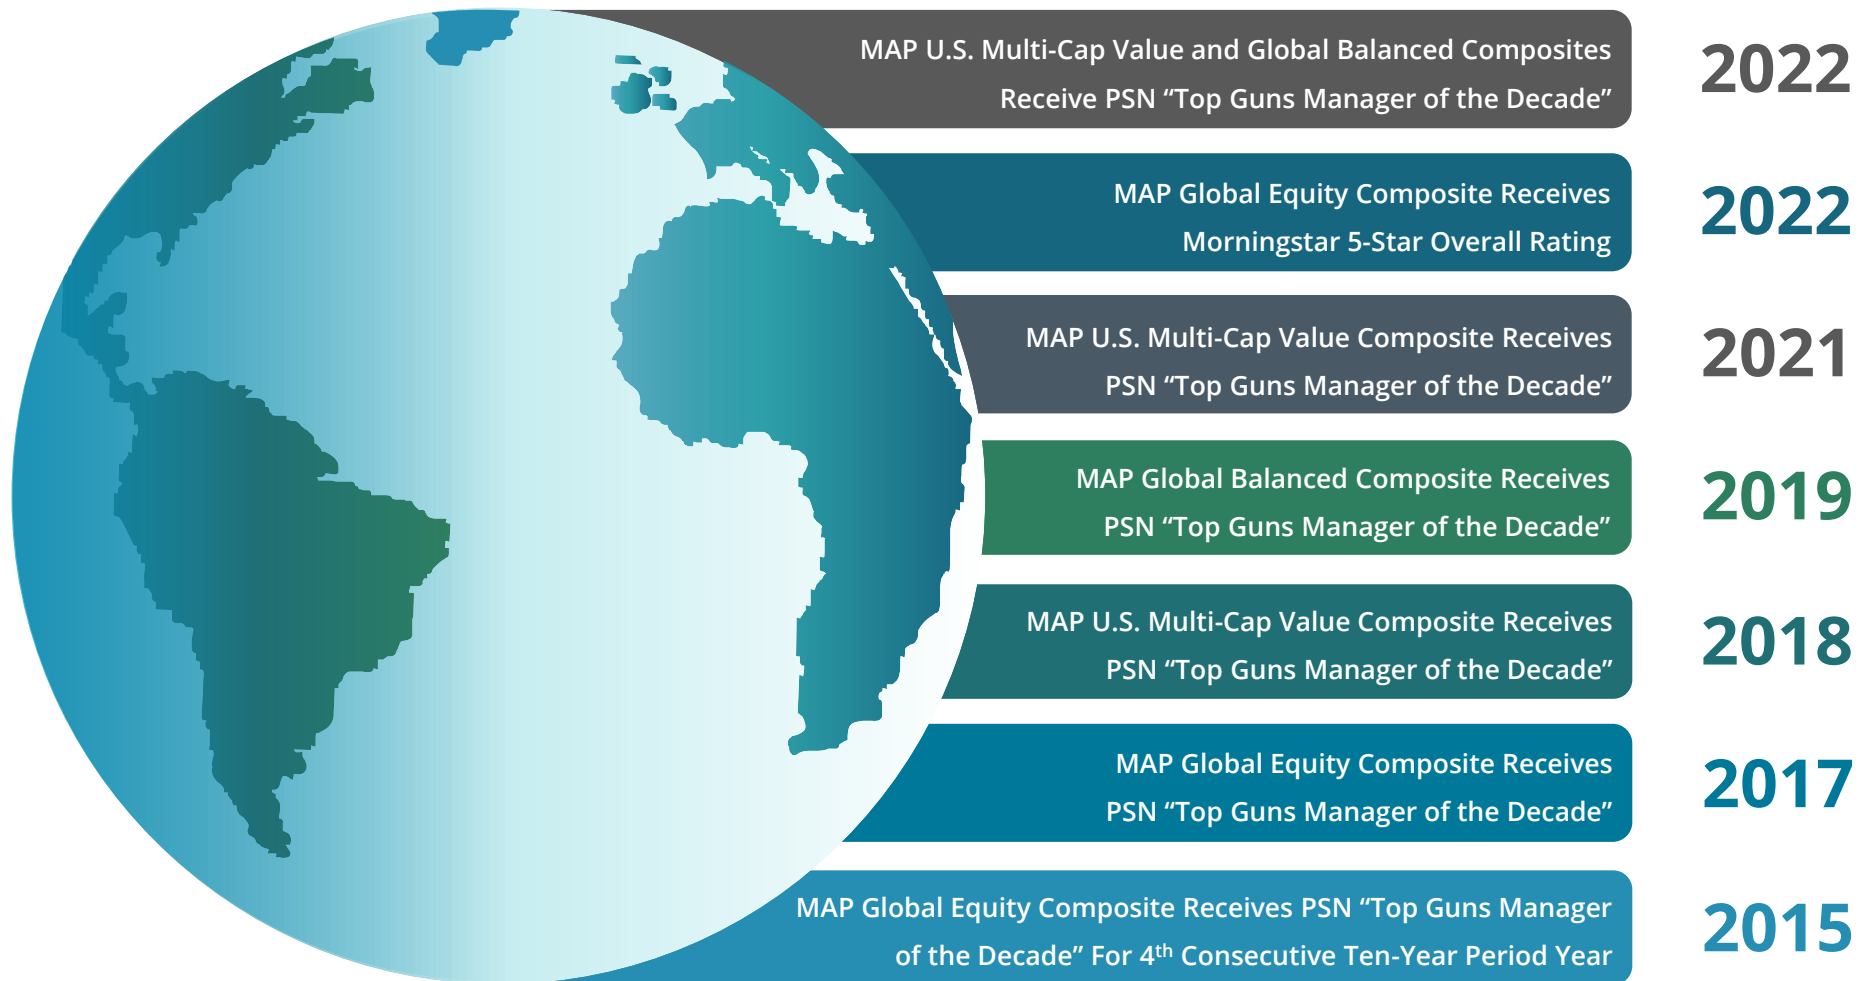 MAP U.S. Multi-Cap Value and Global Balanced Composites
Receive PSN “Top Guns Manager of the Decade”
2022
MAP Global Equity Composite Receives
Morningstar 5-Star Overall Rating
2022
MAP U.S. Multi-Cap Value Composite Receives
PSN “Top Guns Manager of the Decade”
2021
MAP Global Balanced Composite Receives
PSN “Top Guns Manager of the Decade”
2019
MAP U.S. Multi-Cap Value Composite Receives
PSN “Top Guns Manager of the Decade”
2018
MAP Global Equity Composite Receives
PSN “Top Guns Manager of the Decade”
2017
MAP Global Equity Composite Receives PSN “Top Guns Manager
of the Decade” For 4th Consecutive Ten-Year Period Year
2015